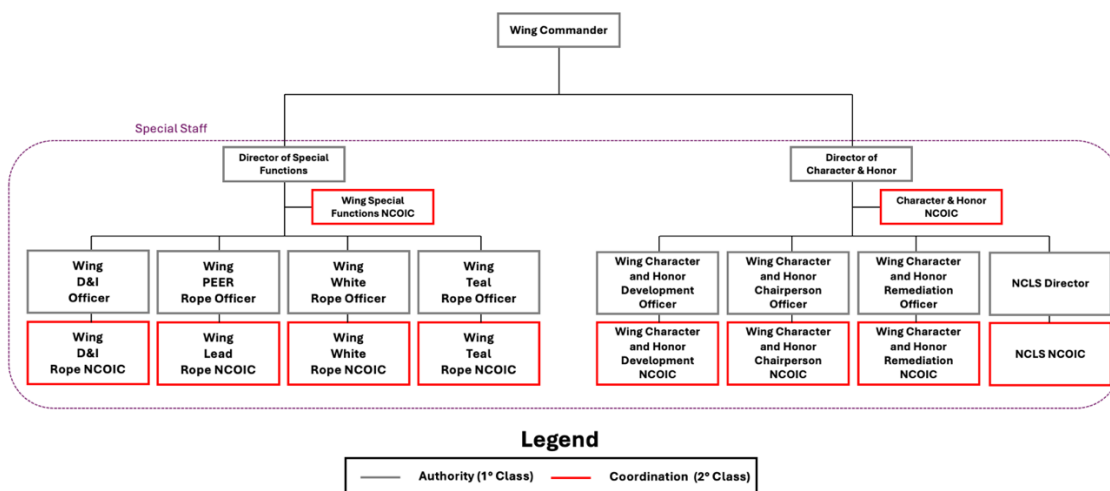 Wing Commander
Special Staff
Director of Special
Functions
Director of
Character & Honor
Wing Special
Functions NCOIC
Character & Honor
NCOIC
Wing
D&I
Officer
Wing
PEER
Rope Officer
Wing
White
Rope Officer
Wing
Teal
Rope Officer
Wing Character
and Honor
Development
Officer
Wing Character
and Honor
Chairperson
Officer
Wing Character
and Honor
Remediation
Officer
NCLS Director
Wing
D&I
Rope NCOIC
Wing
Lead
Rope NCOIC
Wing
White
Rope NCOIC
Wing
Teal
Rope NCOIC
Wing Character
and Honor
Development
NCOIC
Wing Character
and Honor
Chairperson
NCOIC
Wing Character
and Honor
Remediation
NCOIC
NCLS NCOIC
Legend
Authority (1° Class)
Coordination (2° Class)